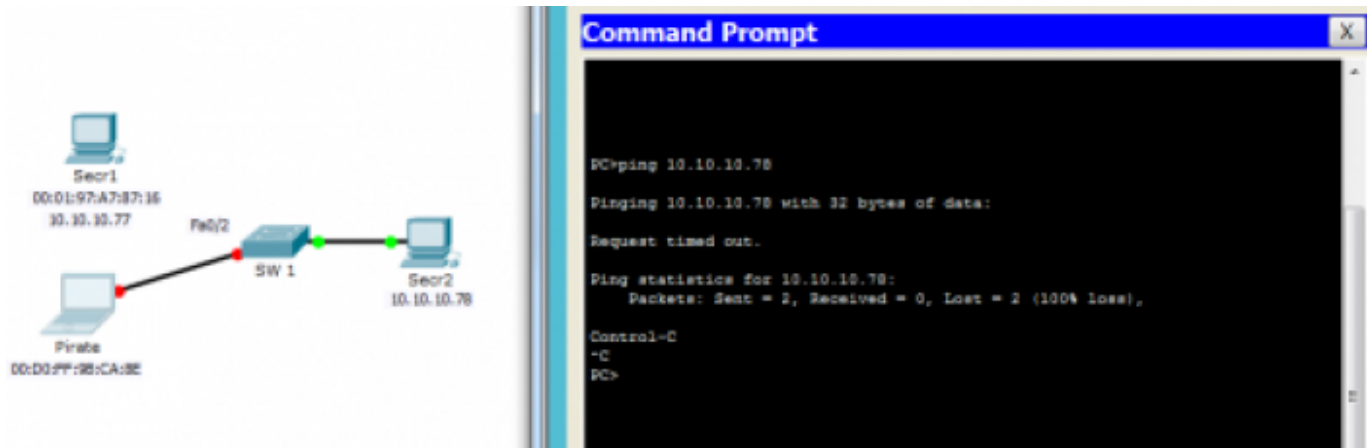 Secr1
00:01:97:A7:87:16
10.10.10.77
Fa0/2
SW 1
Secr2
10.10.10.78
Pirate
00:D0:FF:9B:CA:8E
Command Prompt
X
PC>ping 10.10.10.78
Pinging 10.10.10.78 with 32 bytes of data:
Request timed out.
Ping statistics for 10.10.10.78:
Packets: Sent = 2, Received = 0, Lost = 2 (100% loss),
Control-C
^C
PC>